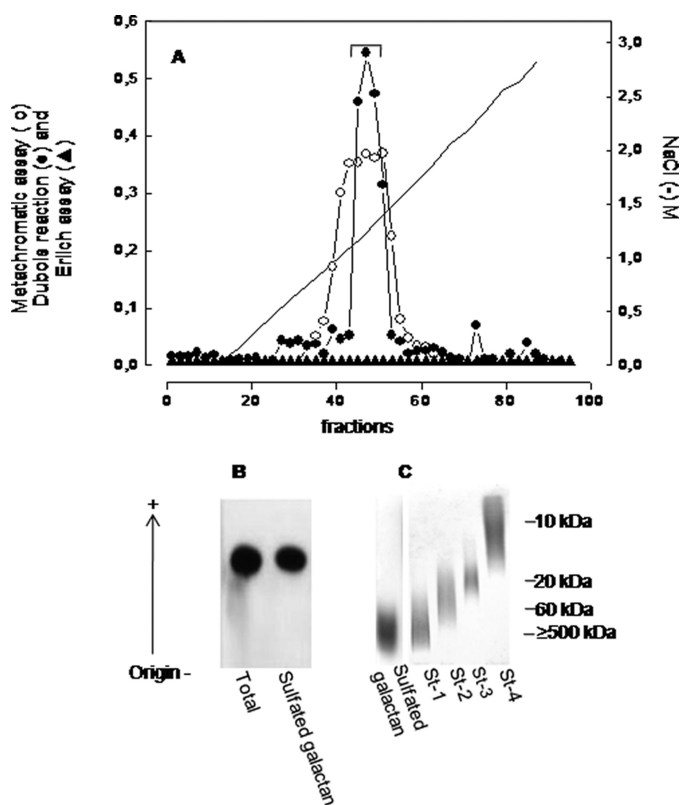 A
0,6
0,5
0,4
0,3
0,2
0,1
0,0
Metachromatic assay ( o )
Dubois reaction (●) and
Erlich assay (▲)
3,0
2,5
2,0
1,5
1,0
0,5
0,0
NaCl (-) M
0 20 40 60 80 100
fractions
B
+
Origin -
Total
Sulfated galactan
C
-10 kDa
-20 kDa
-60 kDa
- ≥500 kDa
Sulfated
galactan
St-1
St-2
St-3
St-4